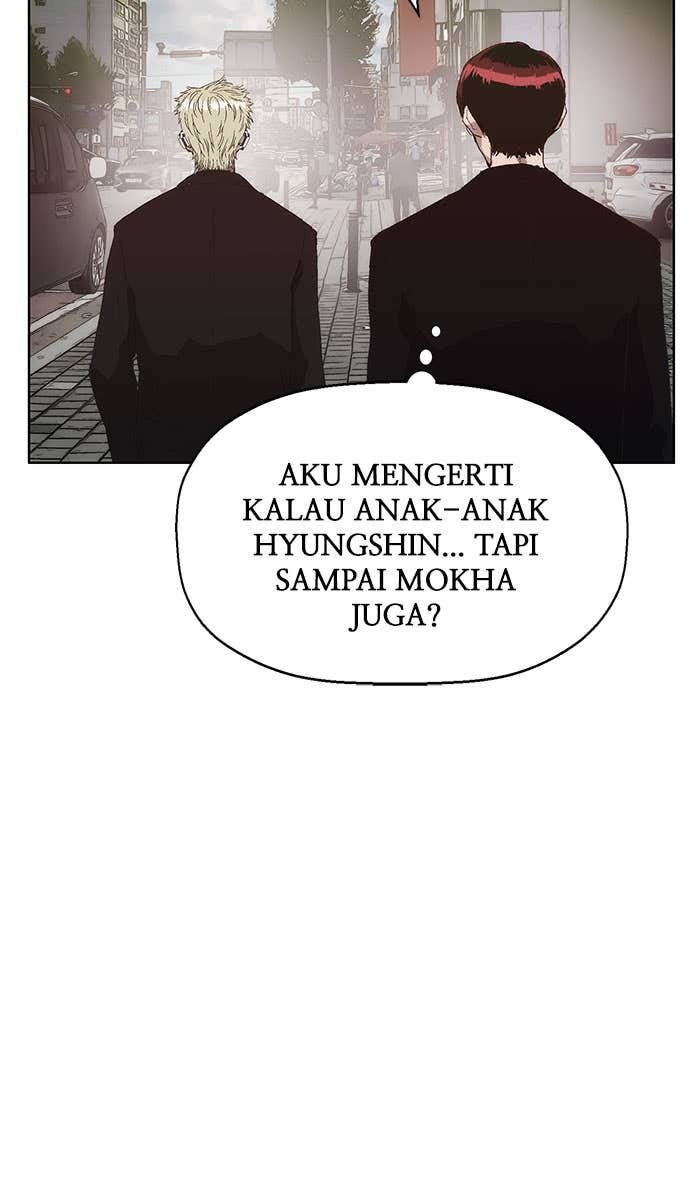 AKU MENGERTI
KALAU ANAK-ANAK
HYUNGSHIN... TAPI
SAMPAI MOKHA
JUGA?